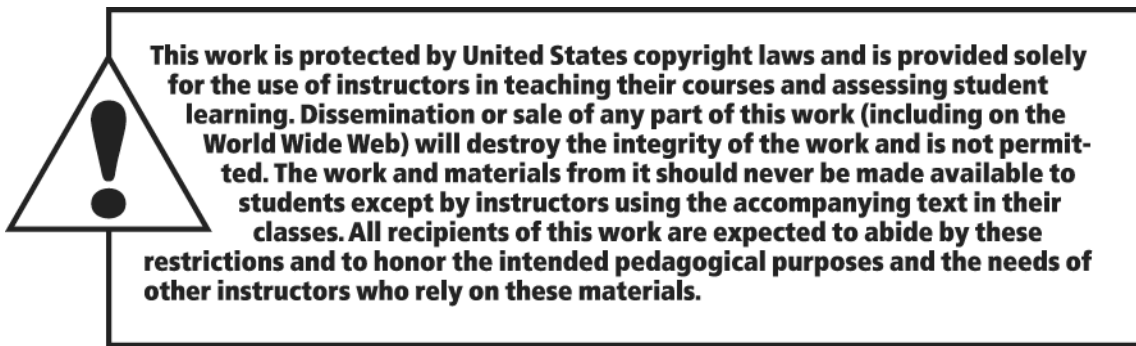 This work is protected by United States copyright laws and is provided solely
for the use of instructors in teaching their courses and assessing student
learning. Dissemination or sale of any part of this work (including on the
World Wide Web) will destroy the integrity of the work and is not permit-
ted. The work and materials from it should never be made available to
students except by instructors using the accompanying text in their
classes. All recipients of this work are expected to abide by these
restrictions and to honor the intended pedagogical purposes and the needs of
other instructors who rely on these materials.